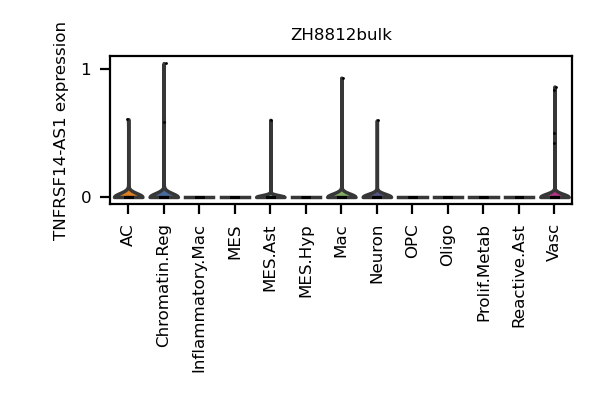 ZH8812bulk
TNFRSF14-AS1 expression
1
0
AC
Chromatin.Reg
Inflammatory.Mac
MES
MES.Ast
MES.Hyp
Mac
Neuron
OPC
Oligo
Prolif.Metab
Reactive.Ast
Vasc